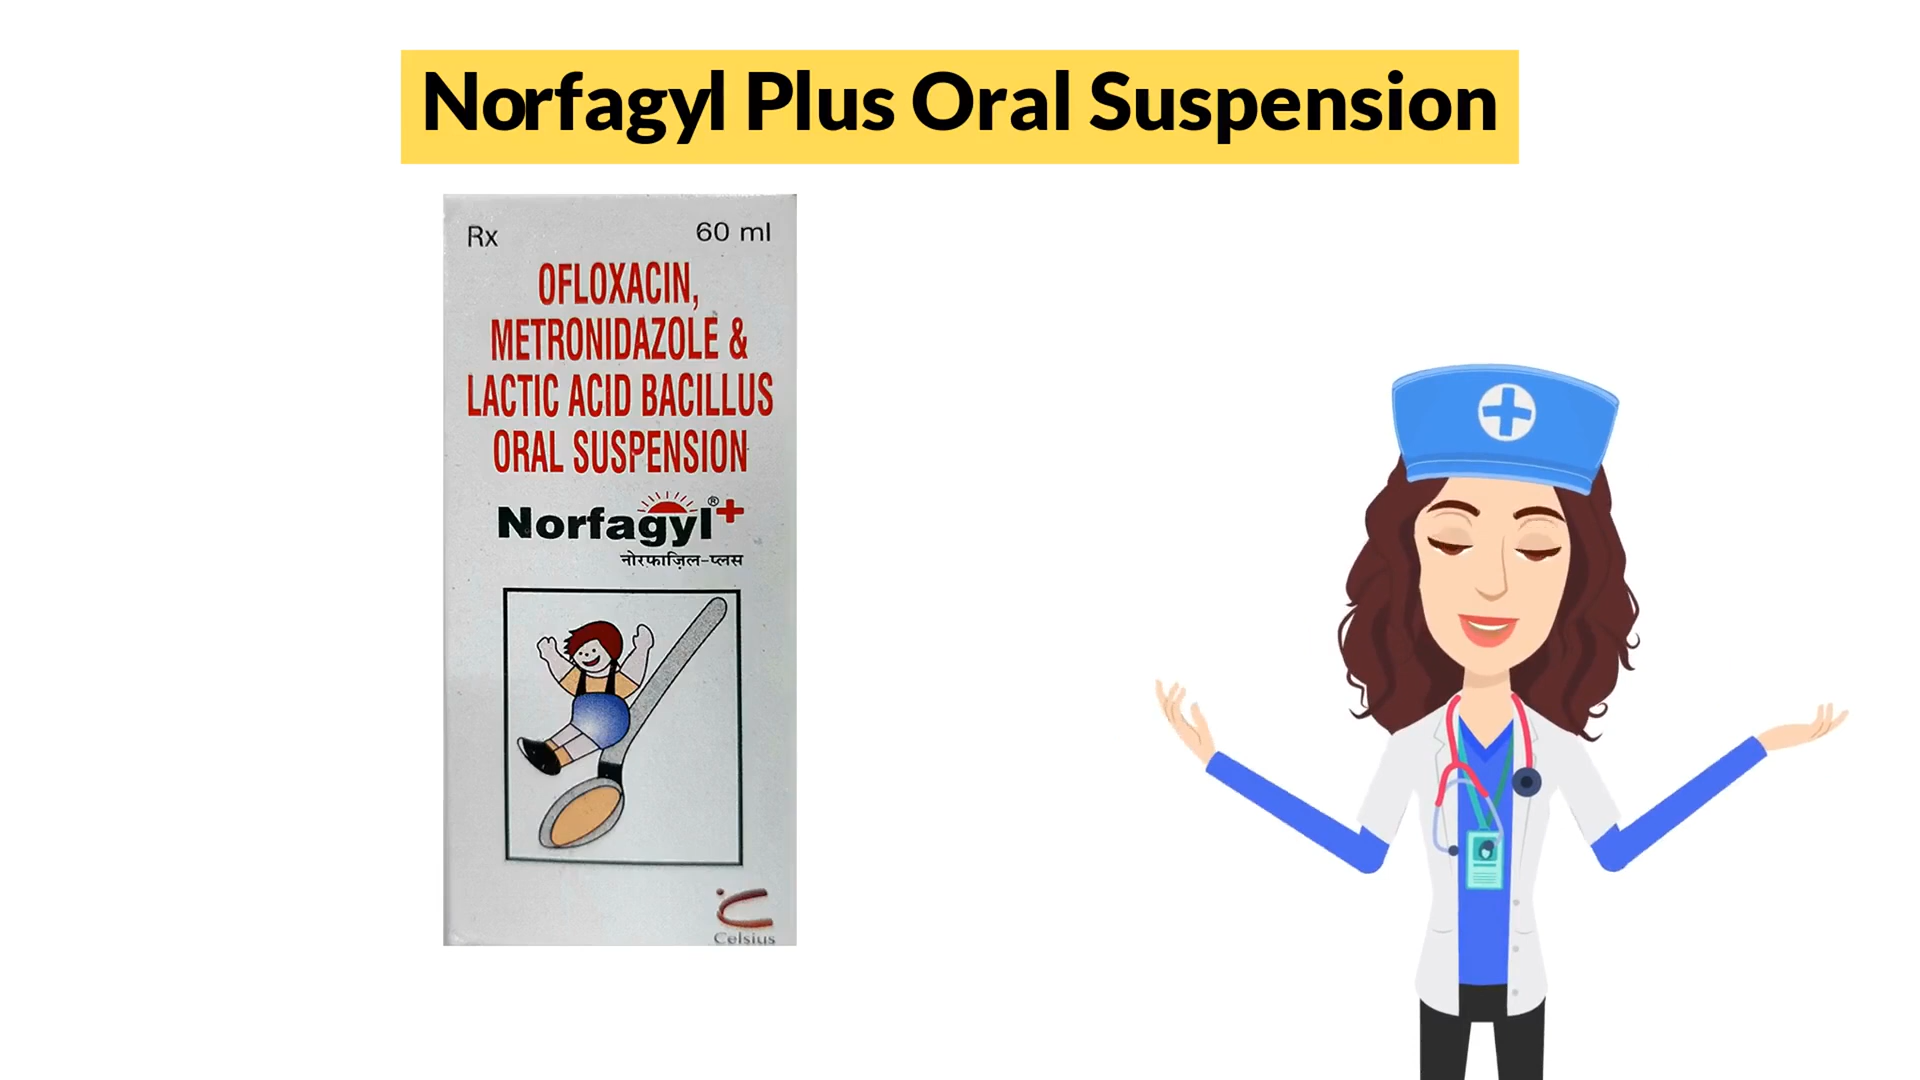 Norfagyl Plus Oral Suspension
Rx
60 ml
OFLOXACIN,
METRONIDAZOLE &
LACTIC ACID BACILLUS
ORAL SUSPENSION
Norfagyl®+
नोरफाज़िल-प्लस
Celsius